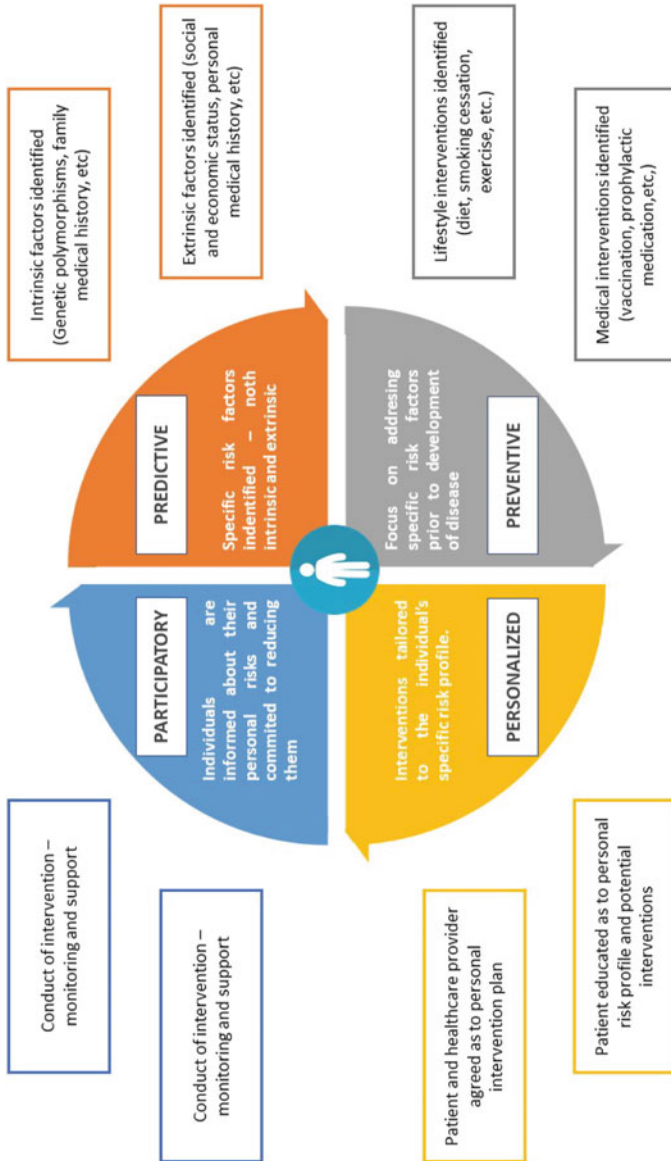 Conduct of intervention –
monitoring and support
Conduct of intervention –
monitoring and support
PARTICIPATORY
Individuals are
informed about their
personal risks and
commited to reducing
them
PREDICTIVE
Specific risk factors
indentified – noth
intrinsic and extrinsic
Intrinsic factors identified
(Genetic polymorphisms, family
medical history, etc)
Extrinsic factors identified (social
and economic status, personal
medical history, etc)
Patient and healthcare provider
agreed as to personal
intervention plan
Patient educated as to personal
risk profile and potential
interventions
Interventions tailored
to the individual's
specific risk profile.
PERSONALIZED
Focus on addresing
specific risk factors
prior to development
of disease
PREVENTIVE
Lifestyle interventions identified
(diet, smoking cessation,
exercise, etc.)
Medical interventions identified
(vaccination, prophylactic
medication,etc,)